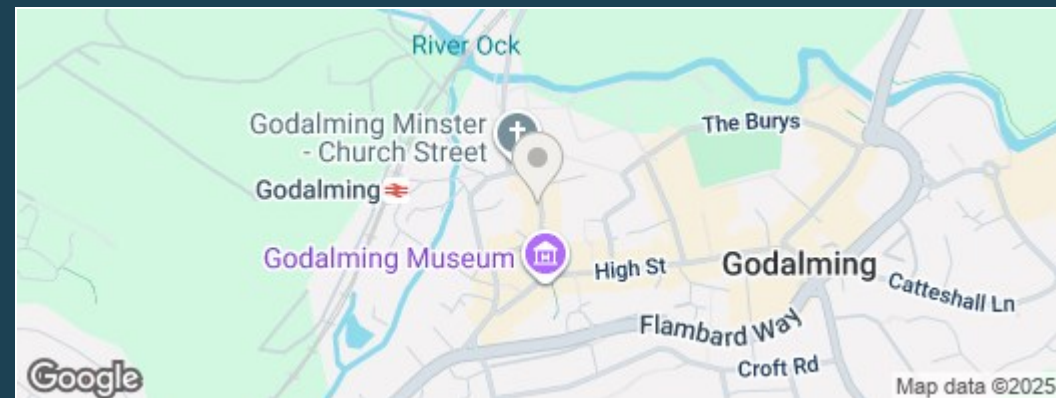 River Ock
Godalming Minster
- Church Street
The Burys
Godalming
Godalming Museum
High St
Godalming
Catteshall Ln
Flambard Way
Croft Rd
Google
Map data ©2025